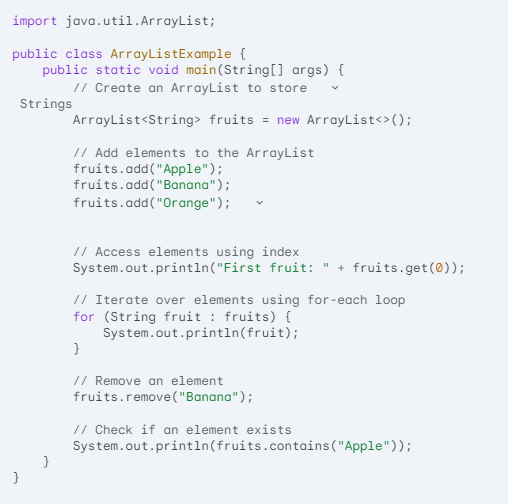 import java.util.ArrayList;
public class ArrayListExample {
    public static void main(String[] args) {
        // Create an ArrayList to store
 Strings
        ArrayList<String> fruits = new ArrayList<>();
        // Add elements to the ArrayList
        fruits.add("Apple");
        fruits.add("Banana");
        fruits.add("Orange");
        // Access elements using index
        System.out.println("First fruit: " + fruits.get(0));
        // Iterate over elements using for-each loop
        for (String fruit : fruits) {
            System.out.println(fruit);
        }
        // Remove an element
        fruits.remove("Banana");
        // Check if an element exists
        System.out.println(fruits.contains("Apple"));
    }
}